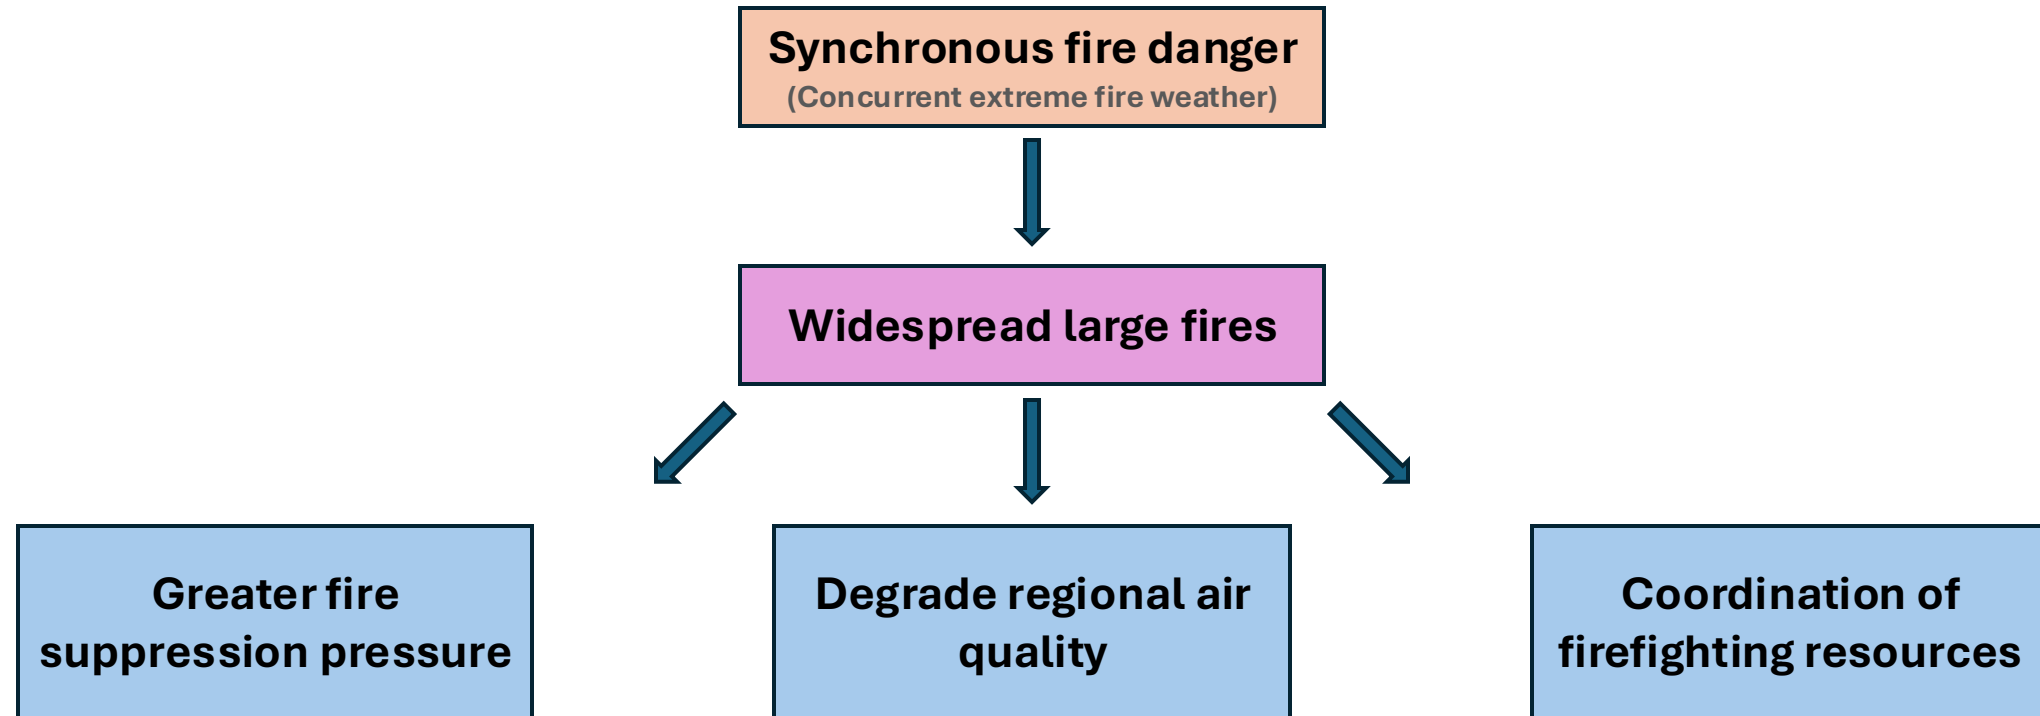 Synchronous fire danger
(Concurrent extreme fire weather)
Widespread large fires
Greater fire
suppression pressure
Degrade regional air
quality
Coordination of
firefighting resources